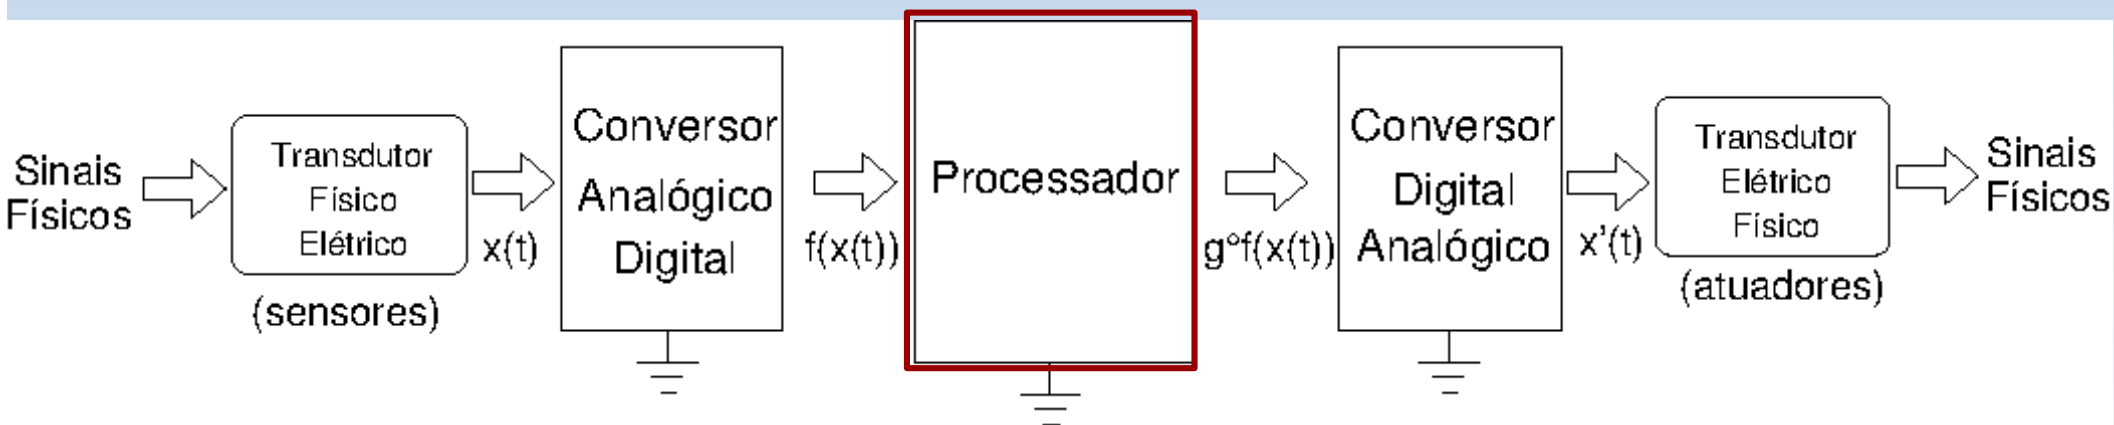 Sinais
Físicos
Transdutor
Físico
Elétrico
(sensores)
x(t)
Conversor
Analógico
Digital
f(x(t))
Processador
g°f(x(t))
Conversor
Digital
Analógico
x'(t)
Transdutor
Elétrico
Físico
(atuadores)
Sinais
Físicos